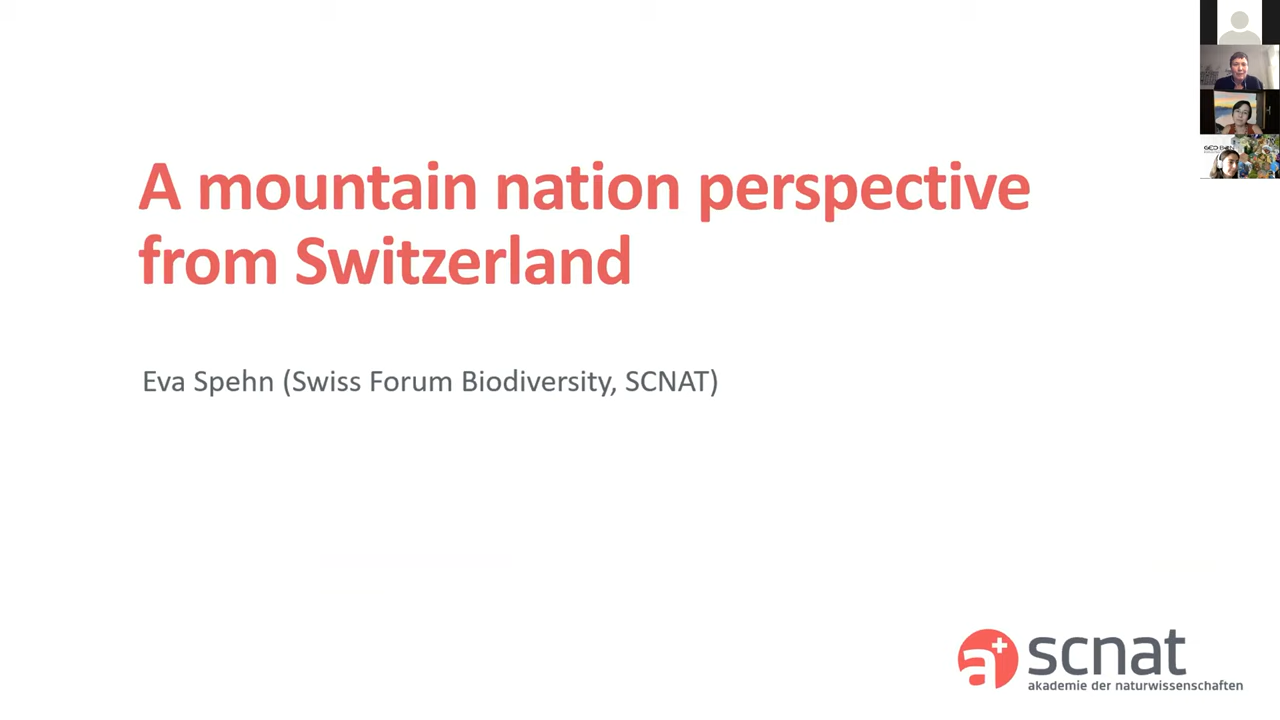 A mountain nation perspective
from Switzerland
Eva Spehn (Swiss Forum Biodiversity, SCNAT)
a+
scnat
akademie der naturwissenschaften